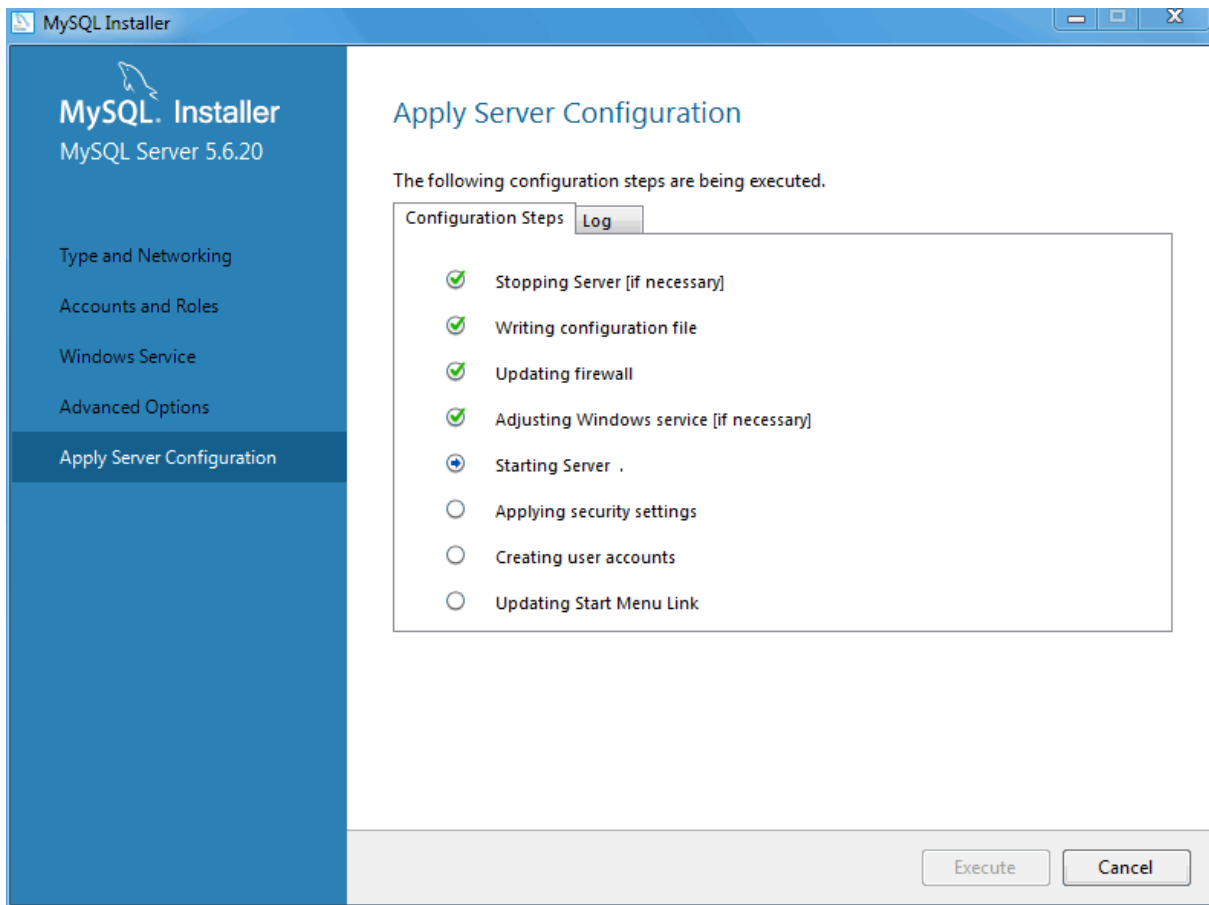 MySQL Installer
MySQL. Installer
MySQL Server 5.6.20
Type and Networking
Accounts and Roles
Windows Service
Advanced Options
Apply Server Configuration
Apply Server Configuration
The following configuration steps are being executed.
Configuration Steps Log
Stopping Server [if necessary]
Writing configuration file
Updating firewall
Adjusting Windows service [if necessary]
Starting Server .
Applying security settings
Creating user accounts
Updating Start Menu Link
Execute Cancel